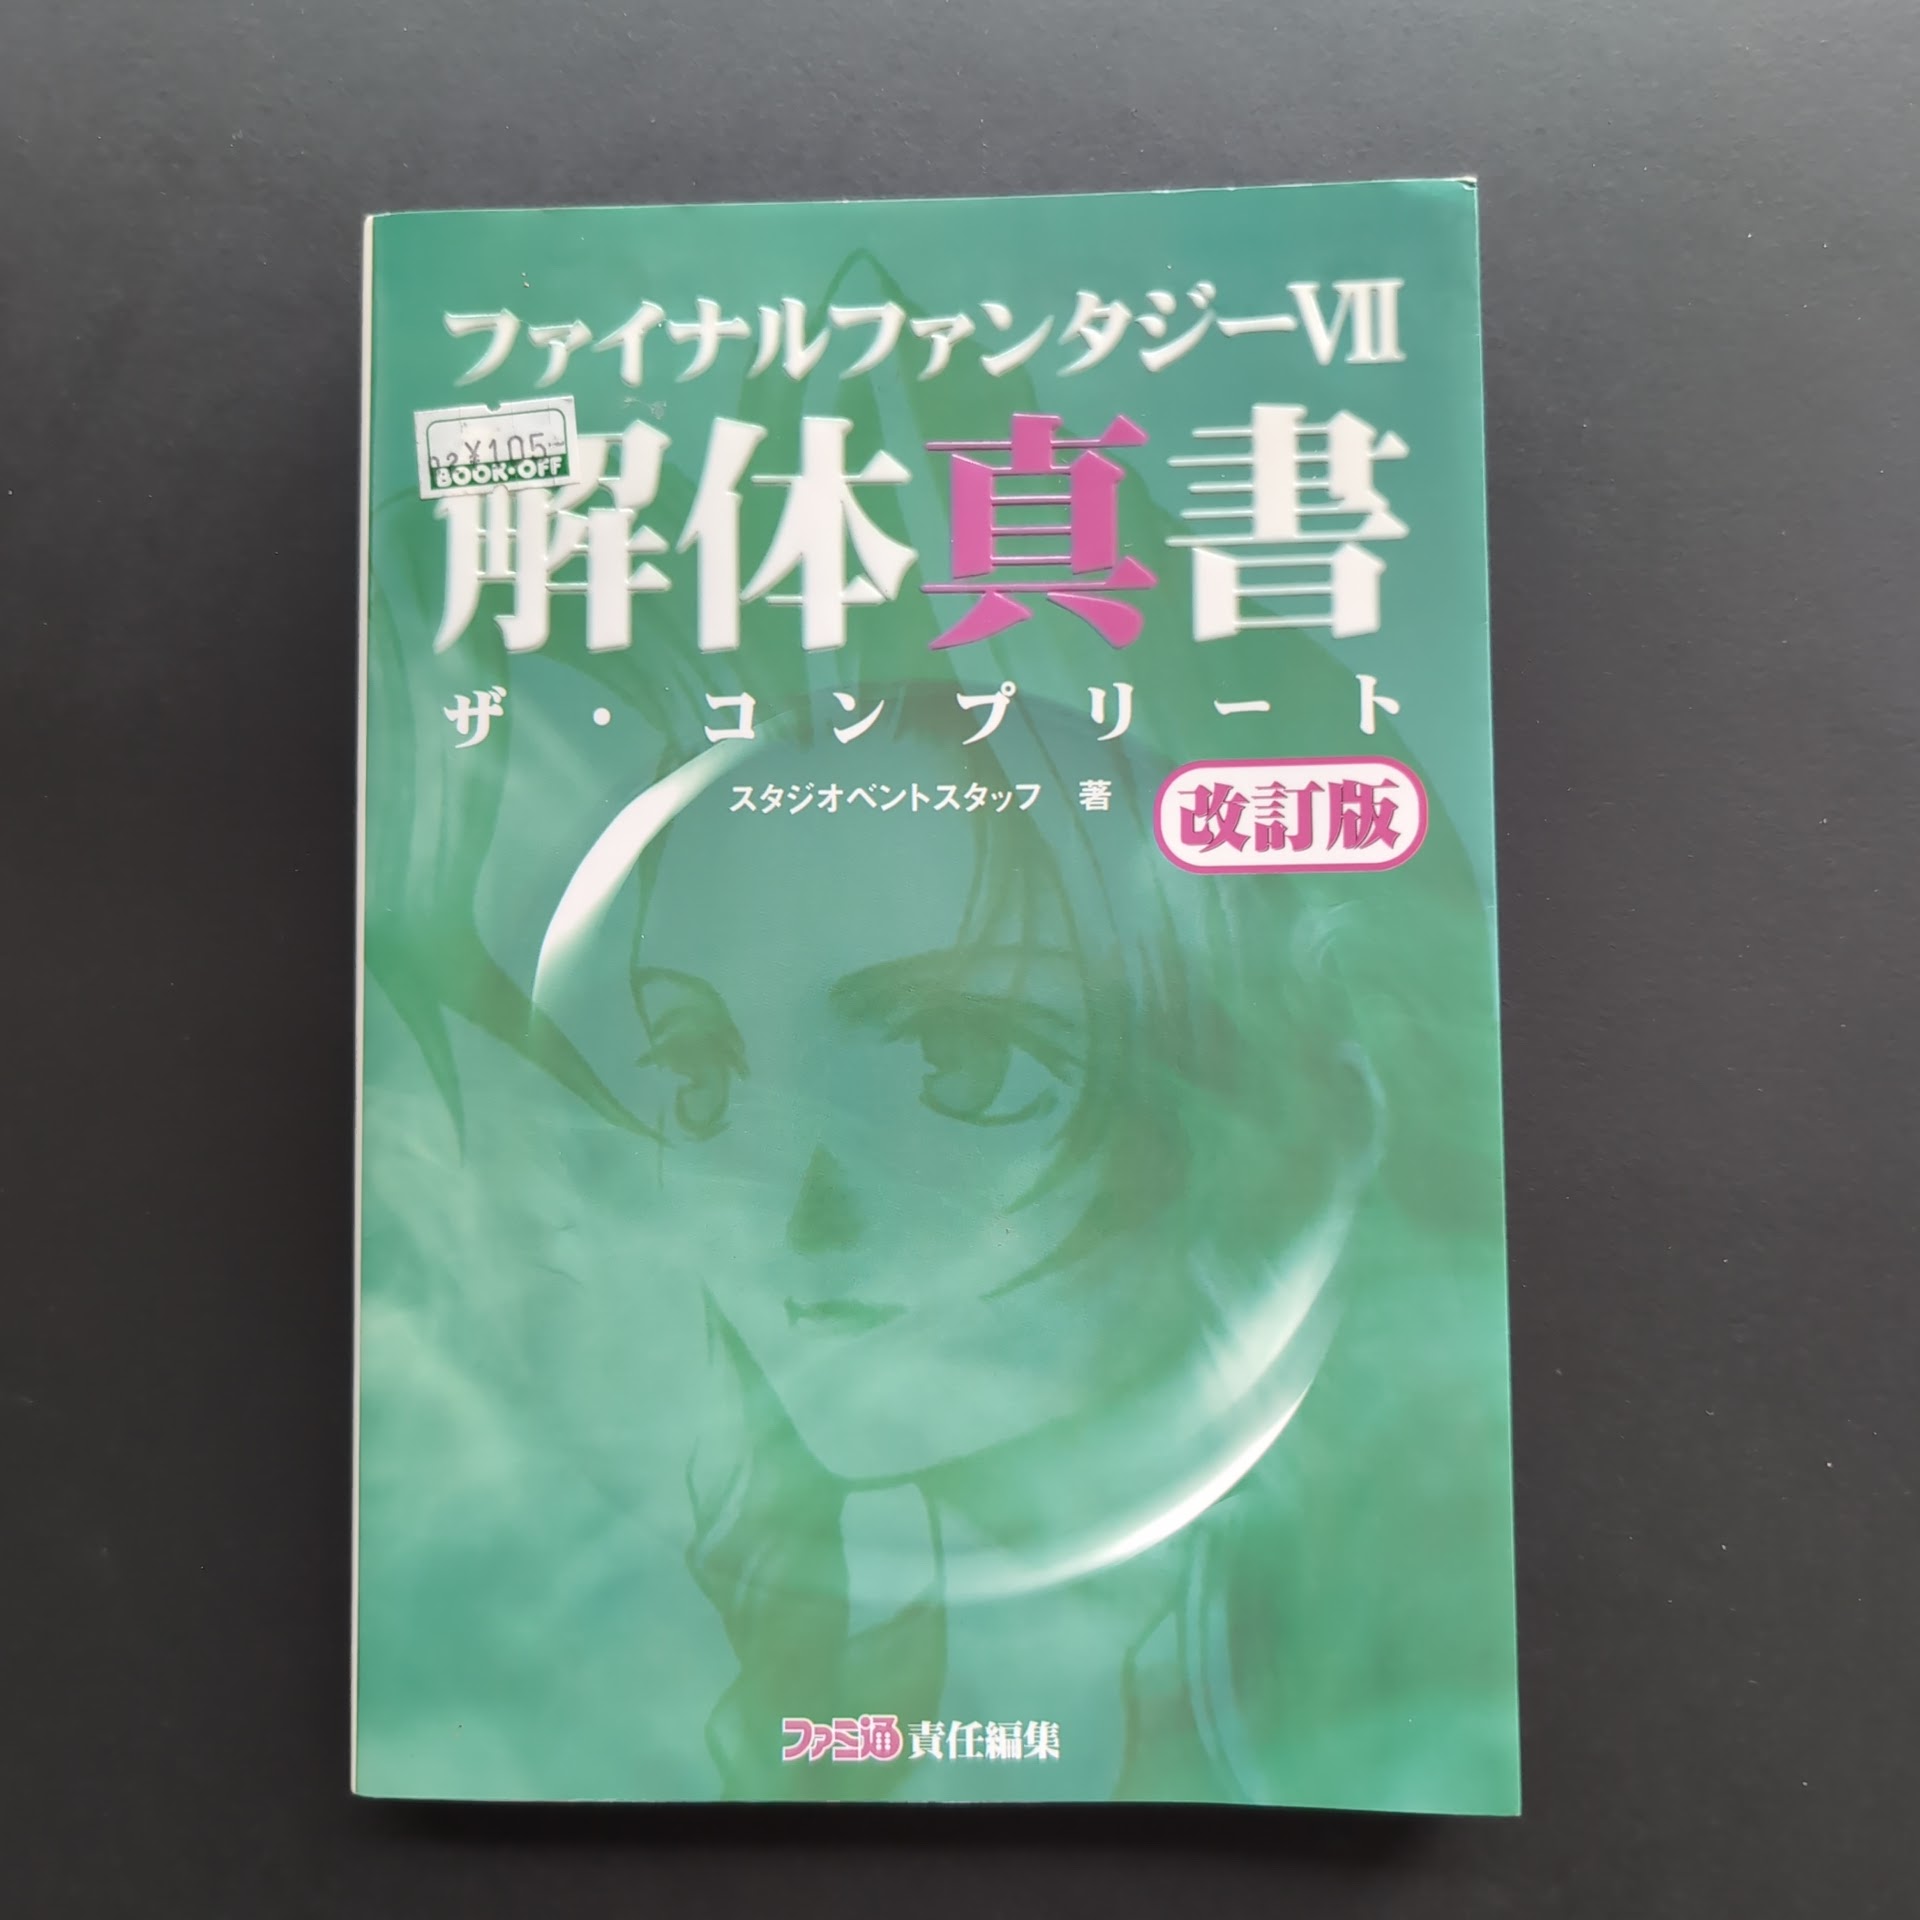 ファイナルファンタジーVII
¥105
BOOK・OFF
解体真書
ザ・コンプリート
スタジオベントスタッフ 著
改訂版
ファミ通責任編集